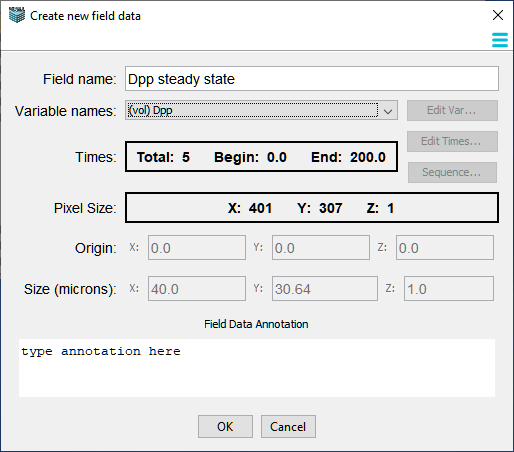 Create new field data
Field name: Dpp steady state
Variable names: (vol) Dpp Edit Var...
Edit Times...
Times: Total: 5 Begin: 0.0 End: 200.0
Sequence...
Pixel Size: X: 401 Y: 307 Z: 1
Origin: X: 0.0 Y: 0.0 Z: 0.0
Size (microns): X: 40.0 Y: 30.64 Z: 1.0
Field Data Annotation
type annotation here
OK Cancel